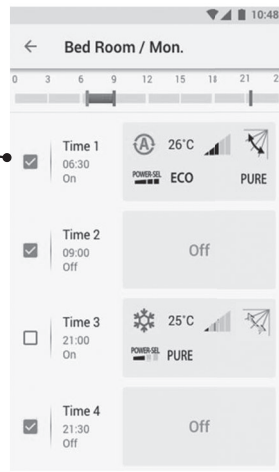 10:48
Bed Room / Mon.
0 3 6 9 12 15 18 21 2
Time 1
06:30
On
A 26°C
POWER-SEL ECO PURE
Time 2
09:00
Off
Off
Time 3
21:00
On
25°C
POWER-SEL PURE
Time 4
21:30
Off
Off